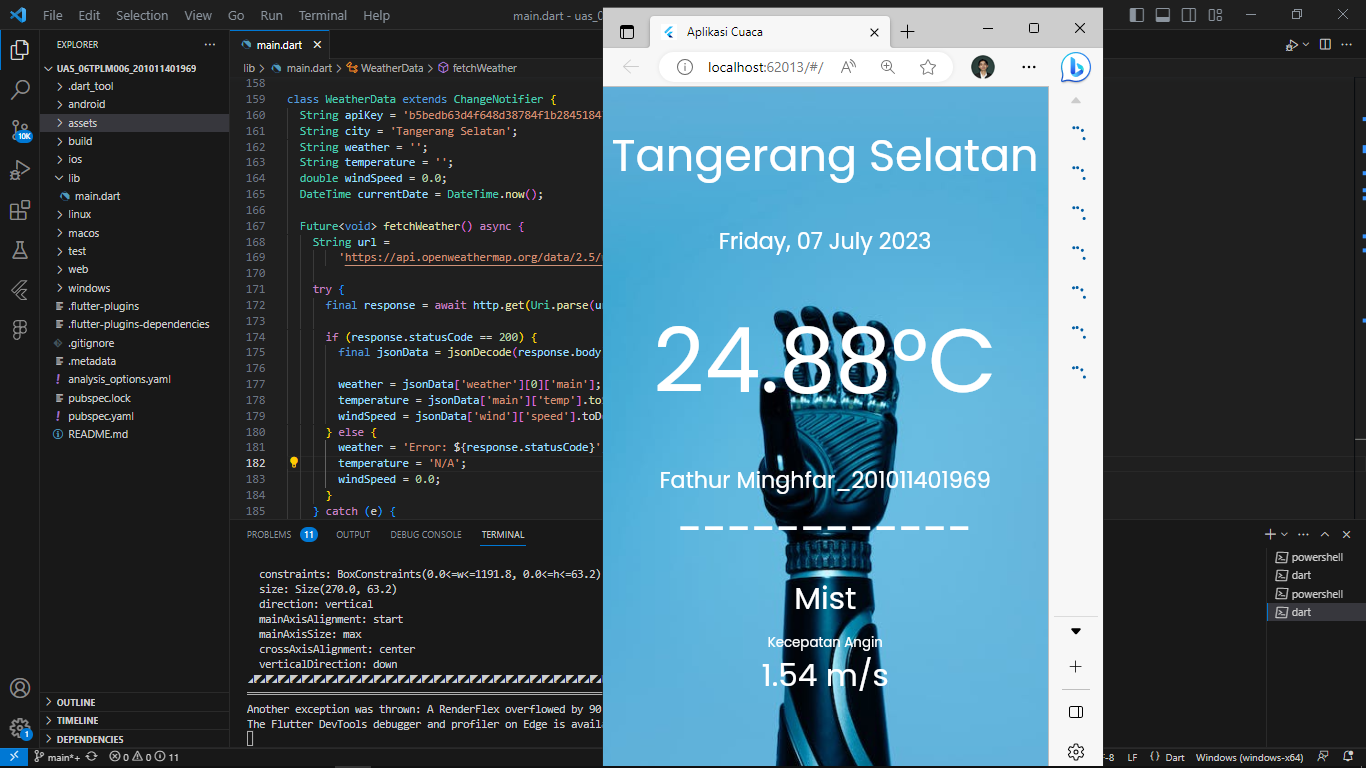 File Edit Selection View Go Run Terminal Help
main.dart - uas_0
EXPLORER
UAS_06TPLM006_201011401969
.dart_tool
android
assets
build
ios
lib
main.dart
linux
macos
test
web
windows
.flutter-plugins
.flutter-plugins-dependencies
.gitignore
.metadata
analysis_options.yaml
pubspec.lock
pubspec.yaml
README.md
OUTLINE
TIMELINE
DEPENDENCIES
10K
1
main.dart
lib > main.dart > WeatherData > fetchWeather
158
159 class WeatherData extends ChangeNotifier {
160 String apiKey = 'b5bedb63d4f648d38784f1b2845184
161 String city = 'Tangerang Selatan';
162 String weather = '';
163 String temperature = '';
164 double windSpeed = 0.0;
165 DateTime currentDate = DateTime.now();
166
167 Future<void> fetchWeather() async {
168 String url =
169 'https://api.openweathermap.org/data/2.5/
170
171 try {
172 final response = await http.get(Uri.parse(u
173
174 if (response.statusCode == 200) {
175 final jsonData = jsonDecode(response.body
176
177 weather = jsonData['weather'][0]['main'];
178 temperature = jsonData['main']['temp'].to
179 windSpeed = jsonData['wind']['speed'].toD
180 } else {
181 weather = 'Error: ${response.statusCode}'
182 temperature = 'N/A';
183 windSpeed = 0.0;
184 }
185 } catch (e) {
PROBLEMS 11 OUTPUT DEBUG CONSOLE TERMINAL
constraints: BoxConstraints(0.0<=w<=1191.8, 0.0<=h<=63.2)
size: Size(270.0, 63.2)
direction: vertical
mainAxisAlignment: start
mainAxisSize: max
crossAxisAlignment: center
verticalDirection: down
Another exception was thrown: A RenderFlex overflowed by 90
The Flutter DevTools debugger and profiler on Edge is availa
powershell
dart
powershell
dart
main*+ 0 0 11
F-8 LF {} Dart Windows (windows-x64)
Aplikasi Cuaca
localhost:62013/#/
Tangerang Selatan
Friday, 07 July 2023
24.88°C
Fathur Minghfar_201011401969
____________
Mist
Kecepatan Angin
1.54 m/s